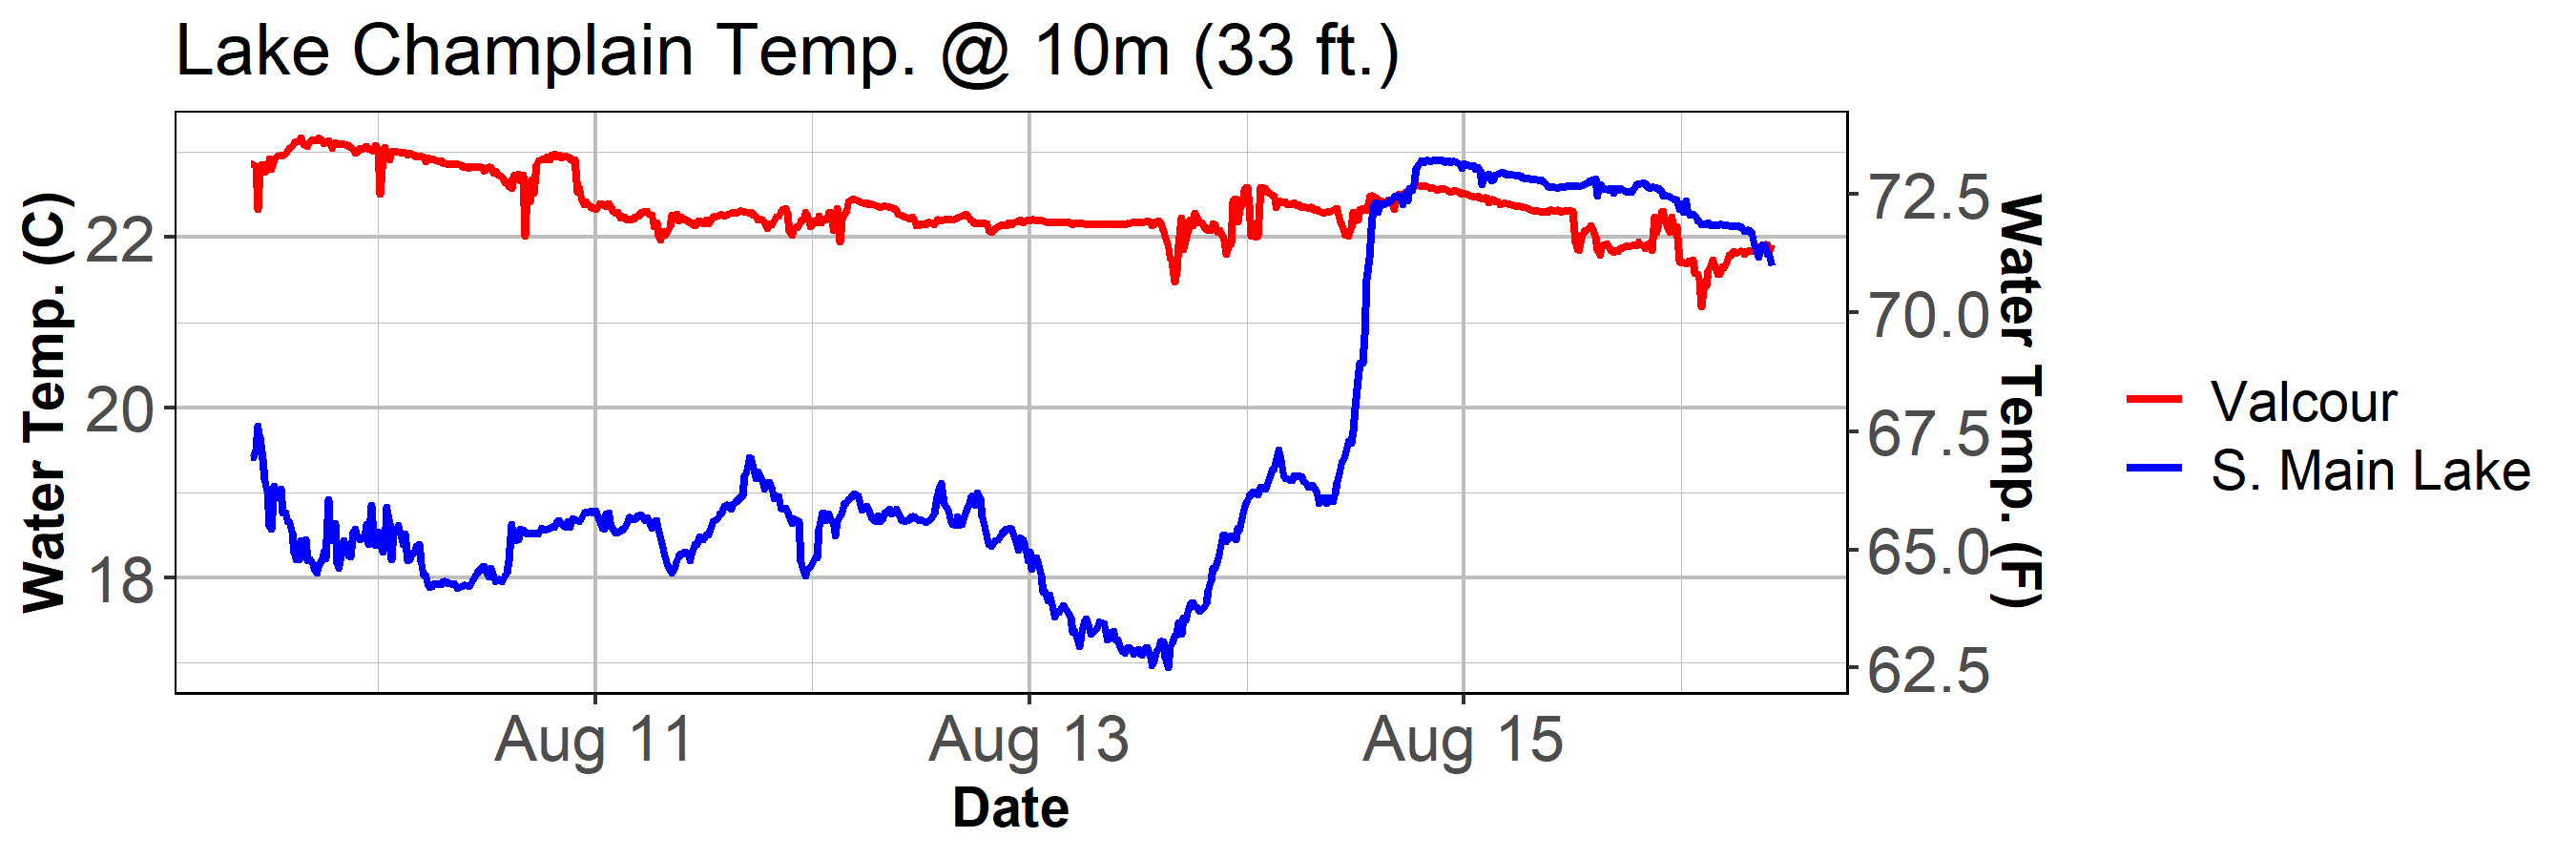 Lake Champlain Temp. @ 10m (33 ft.)
Water Temp. (C)
22
20
18
72.5
70.0
67.5
65.0
62.5
Water Temp. (F)
Valcour
S. Main Lake
Aug 11
Aug 13
Aug 15
Date